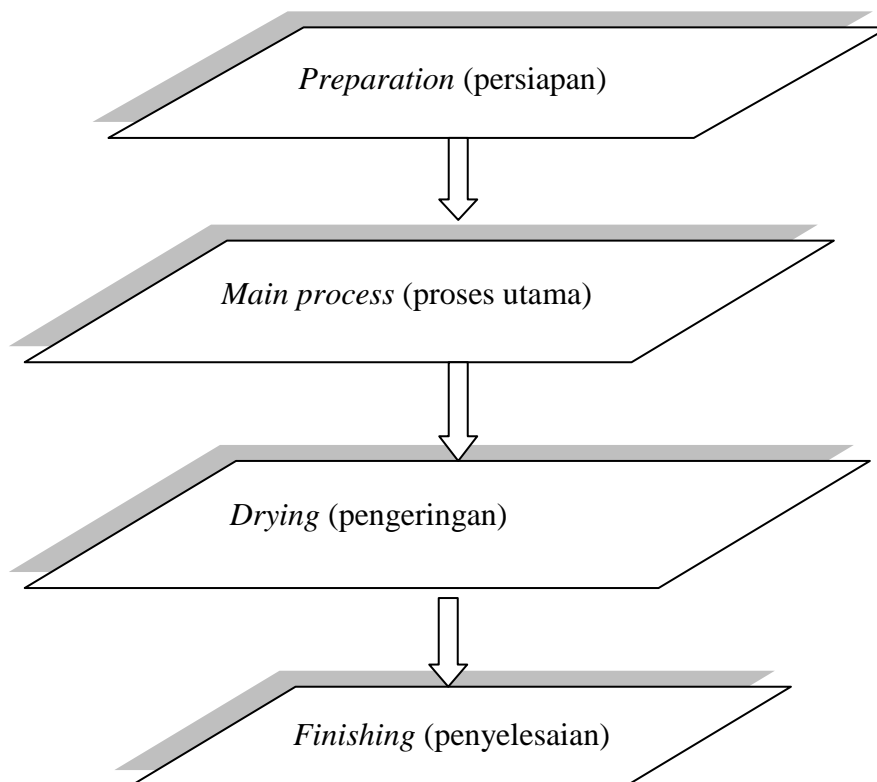 Preparation (persiapan)
Main process (proses utama)
Drying (pengeringan)
Finishing (penyelesaian)